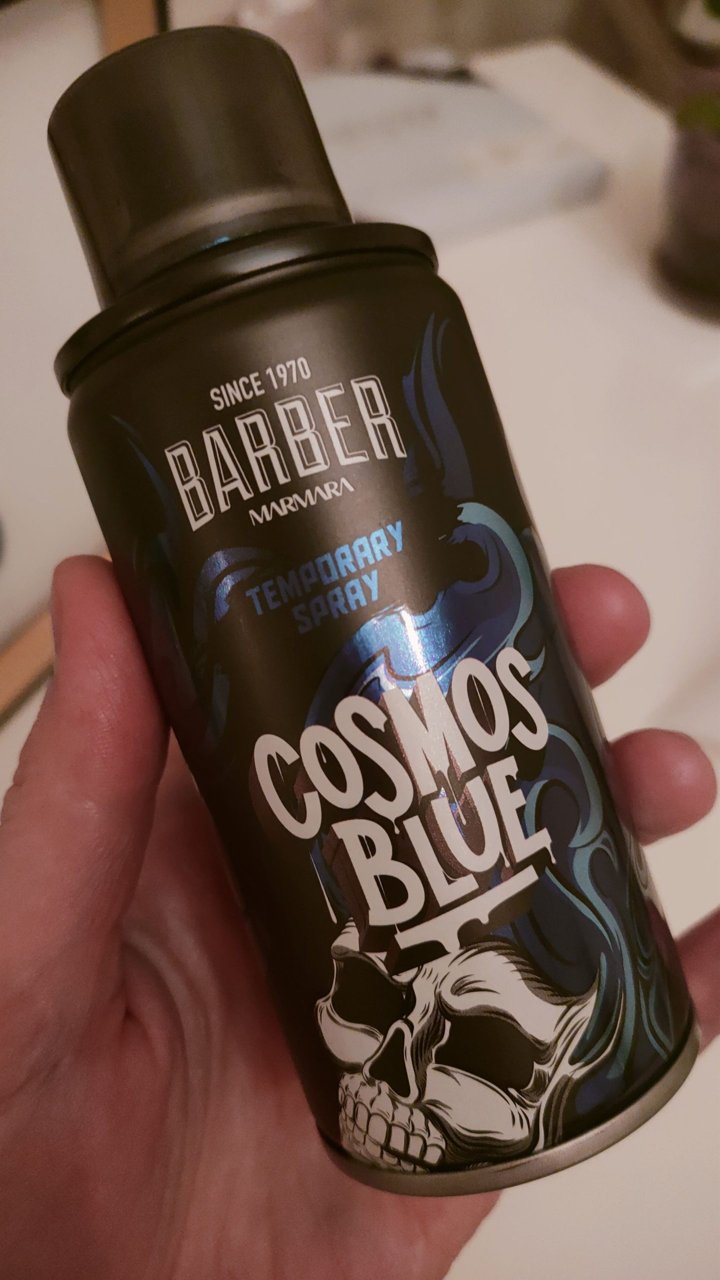 SINCE 1970
BARBER
MARMARA
TEMPORARY
SPRAY
COSMOS
BLUE